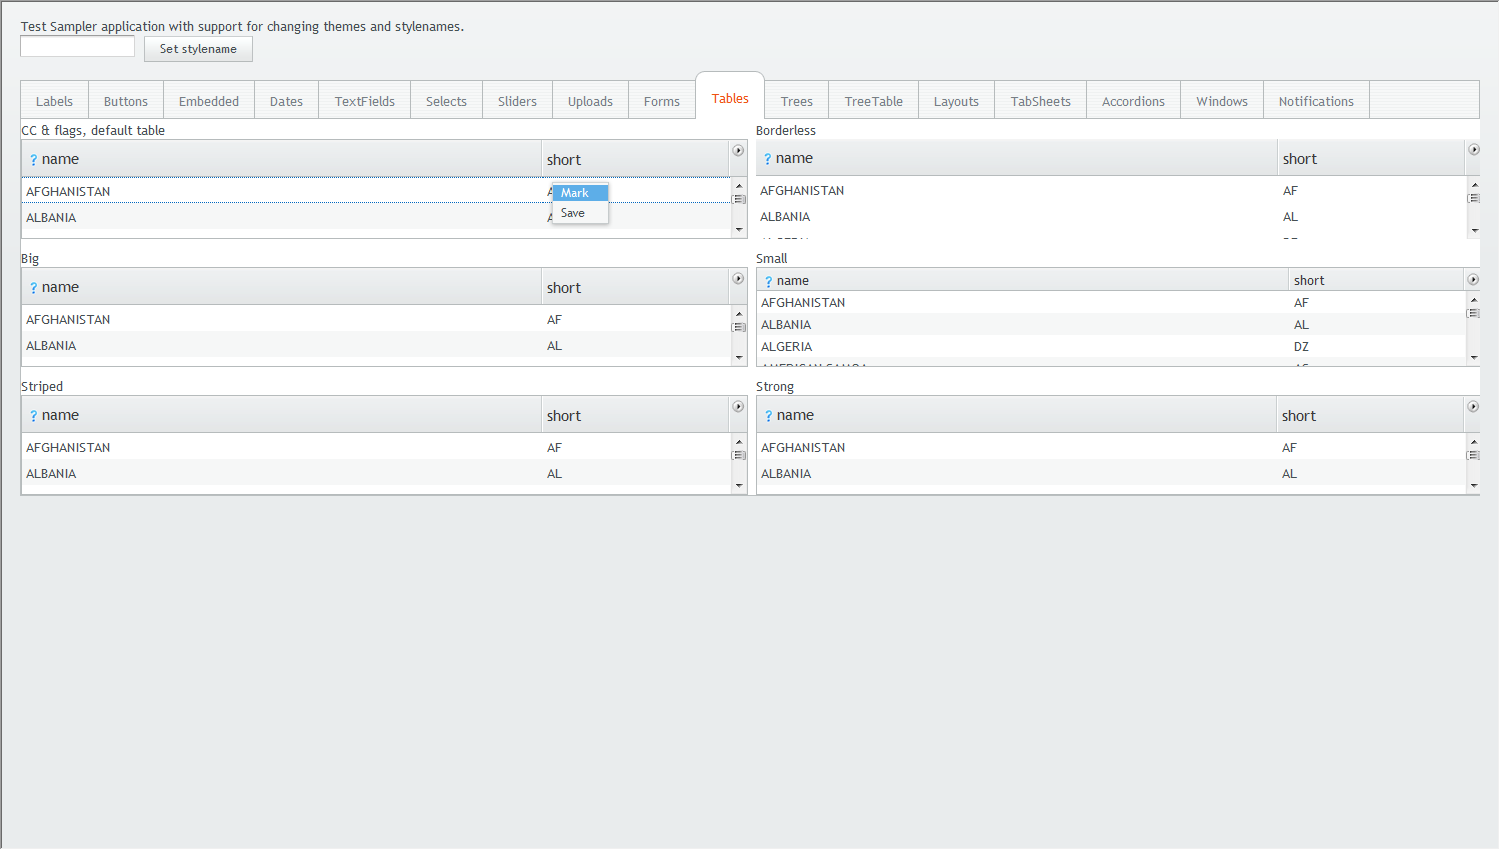 Test Sampler application with support for changing themes and stylenames.
Set stylename
Labels Buttons Embedded Dates TextFields Selects Sliders Uploads Forms Tables Trees TreeTable Layouts TabSheets Accordions Windows Notifications
CC & flags, default table
? name short
AFGHANISTAN
ALBANIA
Mark
Save
Borderless
? name short
AFGHANISTAN AF
ALBANIA AL
Big
? name short
AFGHANISTAN AF
ALBANIA AL
Small
? name short
AFGHANISTAN AF
ALBANIA AL
ALGERIA DZ
Striped
? name short
AFGHANISTAN AF
ALBANIA AL
Strong
? name short
AFGHANISTAN AF
ALBANIA AL